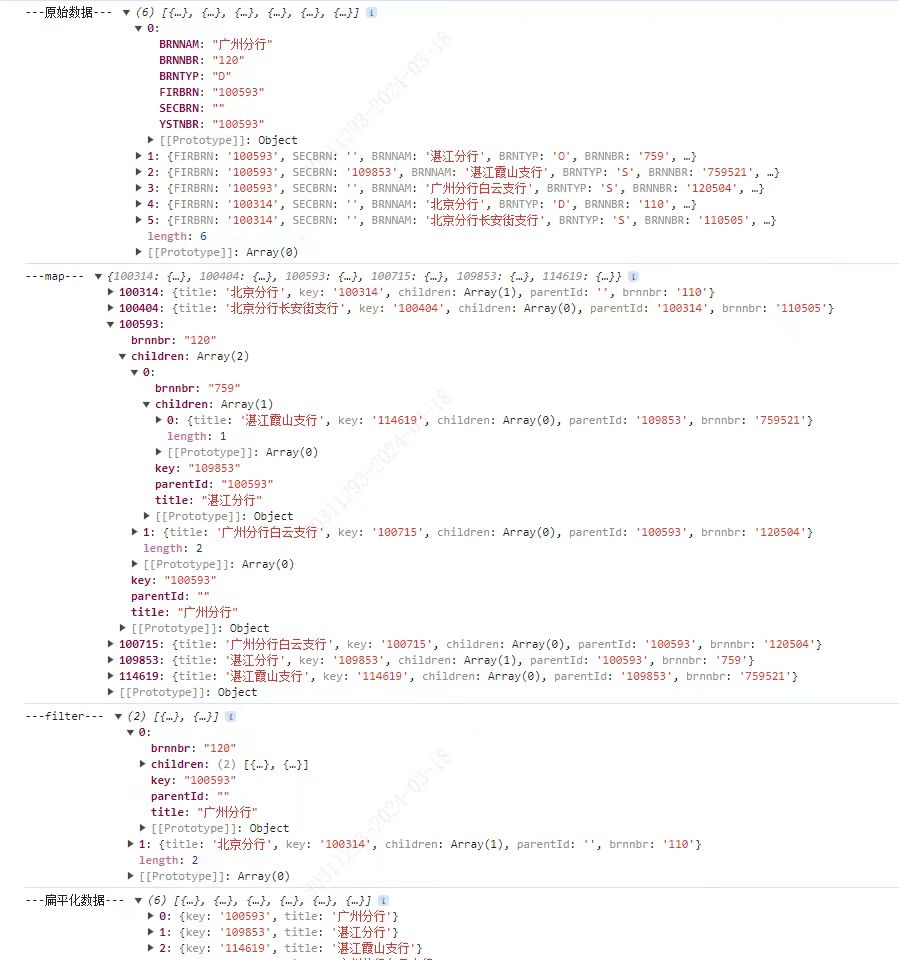 ---原始数据--- ▼ (6) [{…}, {…}, {…}, {…}, {…}, {…}] i
▼ 0:
BRNNAM: "广州分行"
BRNNBR: "120"
BRNTYP: "D"
FIRBRN: "100593"
SECBRN: ""
YSTNBR: "100593"
▶ [[Prototype]]: Object
▶ 1: {FIRBRN: '100593', SECBRN: '', BRNNAM: '湛江分行', BRNTYP: 'O', BRNNBR: '759', …}
▶ 2: {FIRBRN: '100593', SECBRN: '109853', BRNNAM: '湛江霞山支行', BRNTYP: 'S', BRNNBR: '759521', …}
▶ 3: {FIRBRN: '100593', SECBRN: '', BRNNAM: '广州分行白云支行', BRNTYP: 'S', BRNNBR: '120504', …}
▶ 4: {FIRBRN: '100314', SECBRN: '', BRNNAM: '北京分行', BRNTYP: 'D', BRNNBR: '110', …}
▶ 5: {FIRBRN: '100314', SECBRN: '', BRNNAM: '北京分行长安街支行', BRNTYP: 'S', BRNNBR: '110505', …}
length: 6
▶ [[Prototype]]: Array(0)
---map--- ▼ {100314: {…}, 100404: {…}, 100593: {…}, 100715: {…}, 109853: {…}, 114619: {…}} i
▶ 100314: {title: '北京分行', key: '100314', children: Array(1), parentId: '', brnnbr: '110'}
▶ 100404: {title: '北京分行长安街支行', key: '100404', children: Array(0), parentId: '100314', brnnbr: '110505'}
▼ 100593:
brnnbr: "120"
▼ children: Array(2)
▼ 0:
brnnbr: "759"
▼ children: Array(1)
▶ 0: {title: '湛江霞山支行', key: '114619', children: Array(0), parentId: '109853', brnnbr: '759521'}
length: 1
▶ [[Prototype]]: Array(0)
key: "109853"
parentId: "100593"
title: "湛江分行"
▶ [[Prototype]]: Object
▶ 1: {title: '广州分行白云支行', key: '100715', children: Array(0), parentId: '100593', brnnbr: '120504'}
length: 2
▶ [[Prototype]]: Array(0)
key: "100593"
parentId: ""
title: "广州分行"
▶ [[Prototype]]: Object
▶ 100715: {title: '广州分行白云支行', key: '100715', children: Array(0), parentId: '100593', brnnbr: '120504'}
▶ 109853: {title: '湛江分行', key: '109853', children: Array(1), parentId: '100593', brnnbr: '759'}
▶ 114619: {title: '湛江霞山支行', key: '114619', children: Array(0), parentId: '109853', brnnbr: '759521'}
▶ [[Prototype]]: Object
---filter--- ▼ (2) [{…}, {…}] i
▼ 0:
brnnbr: "120"
▶ children: (2) [{…}, {…}]
key: "100593"
parentId: ""
title: "广州分行"
▶ [[Prototype]]: Object
▶ 1: {title: '北京分行', key: '100314', children: Array(1), parentId: '', brnnbr: '110'}
length: 2
▶ [[Prototype]]: Array(0)
---扁平化数据--- ▼ (6) [{…}, {…}, {…}, {…}, {…}, {…}] i
▶ 0: {key: '100593', title: '广州分行'}
▶ 1: {key: '109853', title: '湛江分行'}
▶ 2: {key: '114619', title: '湛江霞山支行'}